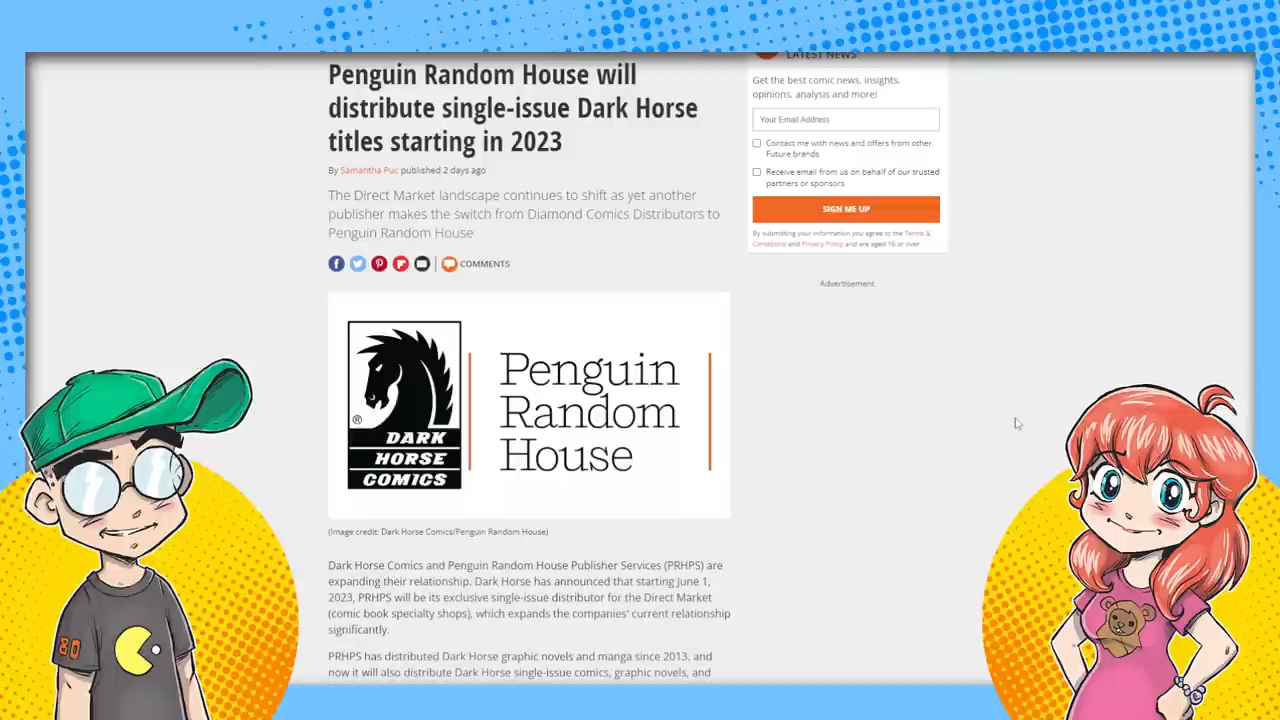 Penguin Random House will
distribute single-issue Dark Horse
titles starting in 2023
By Samantha Puc published 2 days ago
The Direct Market landscape continues to shift as yet another
publisher makes the switch from Diamond Comics Distributors to
Penguin Random House
COMMENTS
®
DARK
HORSE
COMICS
Penguin
Random
House
(Image credit: Dark Horse Comics/Penguin Random House)
Dark Horse Comics and Penguin Random House Publisher Services (PRHPS) are
expanding their relationship. Dark Horse has announced that starting June 1,
2023, PRHPS will be its exclusive single-issue distributor for the Direct Market
(comic book specialty shops), which expands the companies' current relationship
significantly.
PRHPS has distributed Dark Horse graphic novels and manga since 2013, and
now it will also distribute Dark Horse single-issue comics, graphic novels, and
LATEST NEWS
Get the best comic news, insights,
opinions, analysis and more!
Your Email Address
Contact me with news and offers from other
Future brands
Receive email from us on behalf of our trusted
partners or sponsors
SIGN ME UP
By submitting your information you agree to the Terms &
Conditions and Privacy Policy and are aged 16 or over.
Advertisement
80